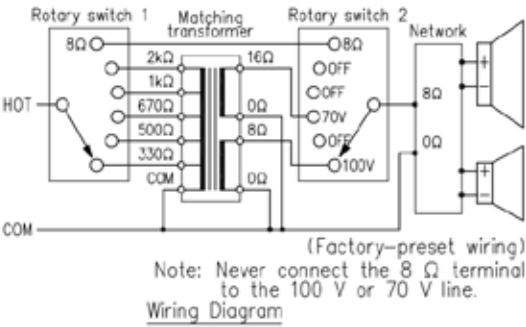 Rotary switch 1
Matching
transformer
Rotary switch 2
Network
8Ω
2kΩ
1kΩ
670Ω
500Ω
330Ω
COM
HOT
COM
16Ω
0Ω
8Ω
0Ω
8Ω
OFF
OFF
70V
OFF
100V
8Ω
0Ω
+
−
+
−
(Factory-preset wiring)
Note: Never connect the 8 Ω terminal
to the 100 V or 70 V line.
Wiring Diagram